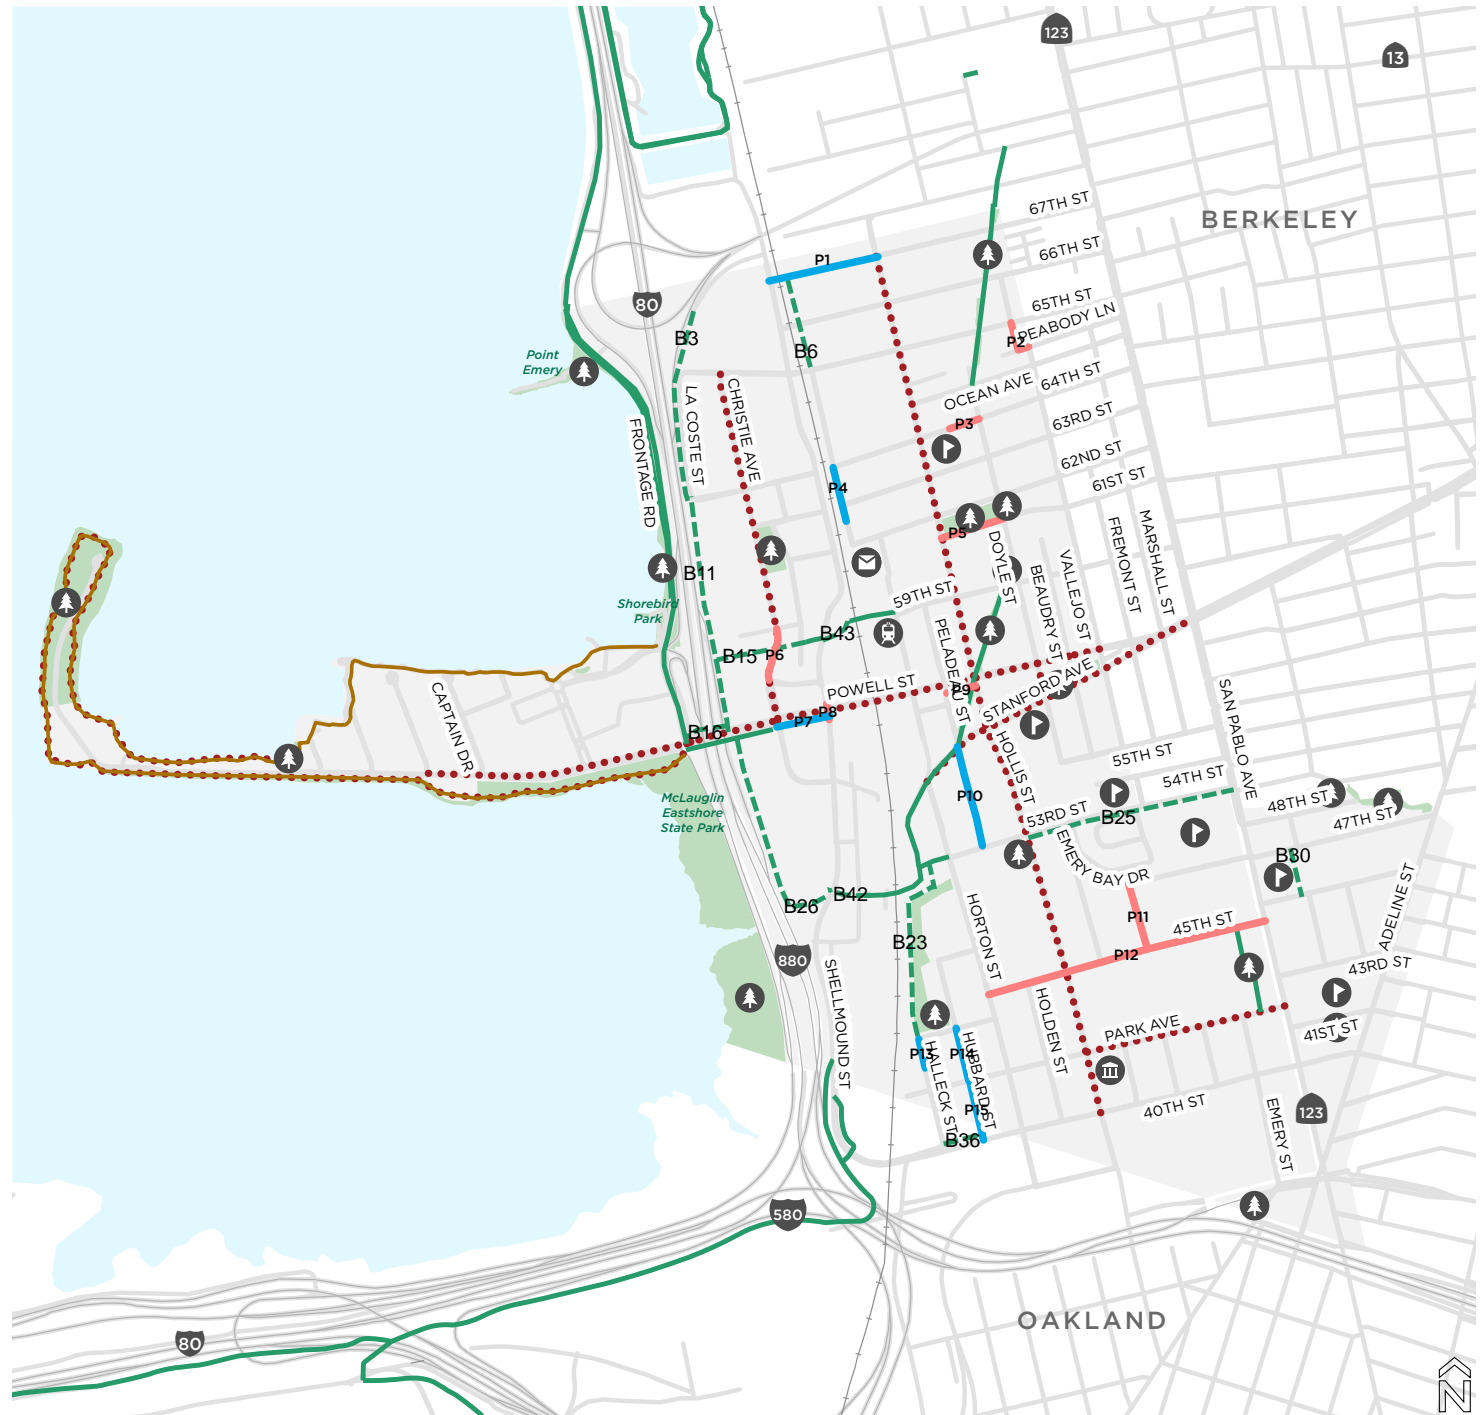 123
13
67TH ST
BERKELEY
66TH ST
P1
80
65TH ST
PEABODY LN
B3
P2
B6
Point
Emery
64TH ST
OCEAN AVE
63RD ST
P3
LA COSTE ST
CHRISTIE AVE
FRONTAGE RD
62ND ST
61ST ST
P4
MARSHALL ST
FREMONT ST
P5
DOYLE ST
VALLEJO ST
BEAUDRY ST
B11
59TH ST
Shorebird
Park
B43
PELADEAU ST
B15
P6
POWELL ST
P9
STANFORD AVE
CAPTAIN DR
P8
P7
B16
HOLLIS ST
SAN PABLO AVE
55TH ST
54TH ST
48TH ST
47TH ST
McLauglin
Eastshore
State Park
P10
53RD ST
B25
EMERY BAY DR
B30
B26
B42
P11
45TH ST
ADELINE ST
HORTON ST
B23
P12
880
43RD ST
SHELLMOUND ST
HOLDEN ST
PARK AVE
41ST ST
P13
P14
HALLECK ST
HUBBARD ST
P15
40TH ST
123
EMERY ST
B36
580
OAKLAND
80
N